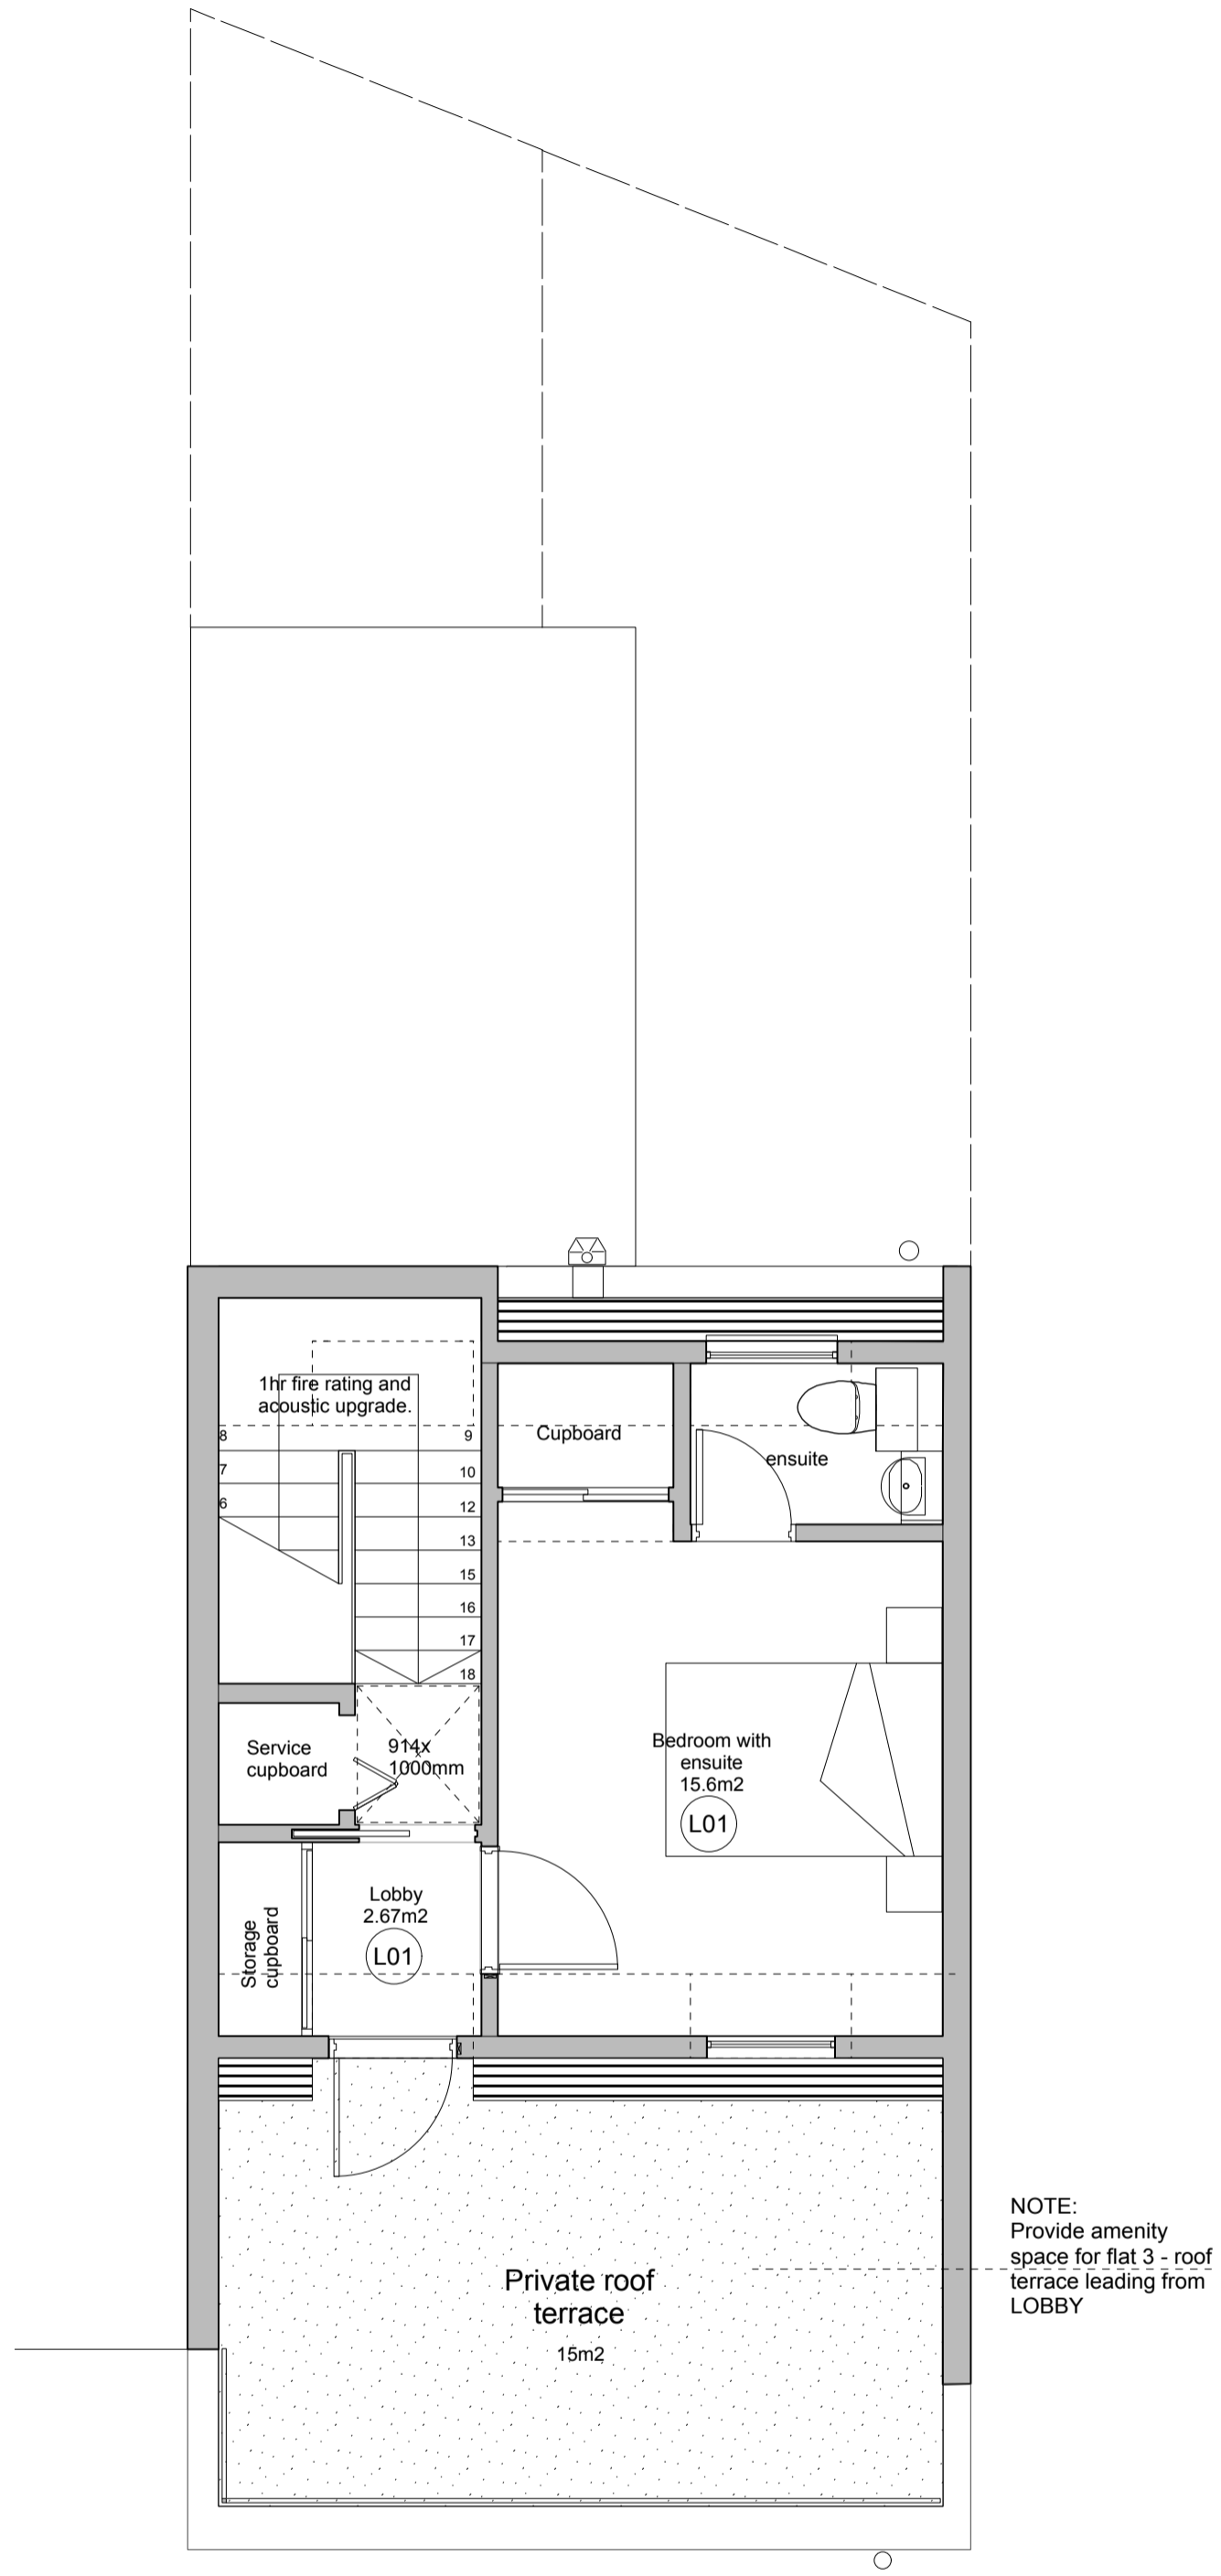 1hr fire rating and
acoustic upgrade.
8
9
7
10
6
12
13
15
16
17
18
Cupboard
ensuite
Service
cupboard
914x
1000mm
Bedroom with
ensuite
15.6m2
L01
Lobby
2.67m2
L01
Storage
cupboard
Private roof
terrace
15m2
NOTE:
Provide amenity
space for flat 3 - roof
terrace leading from
LOBBY